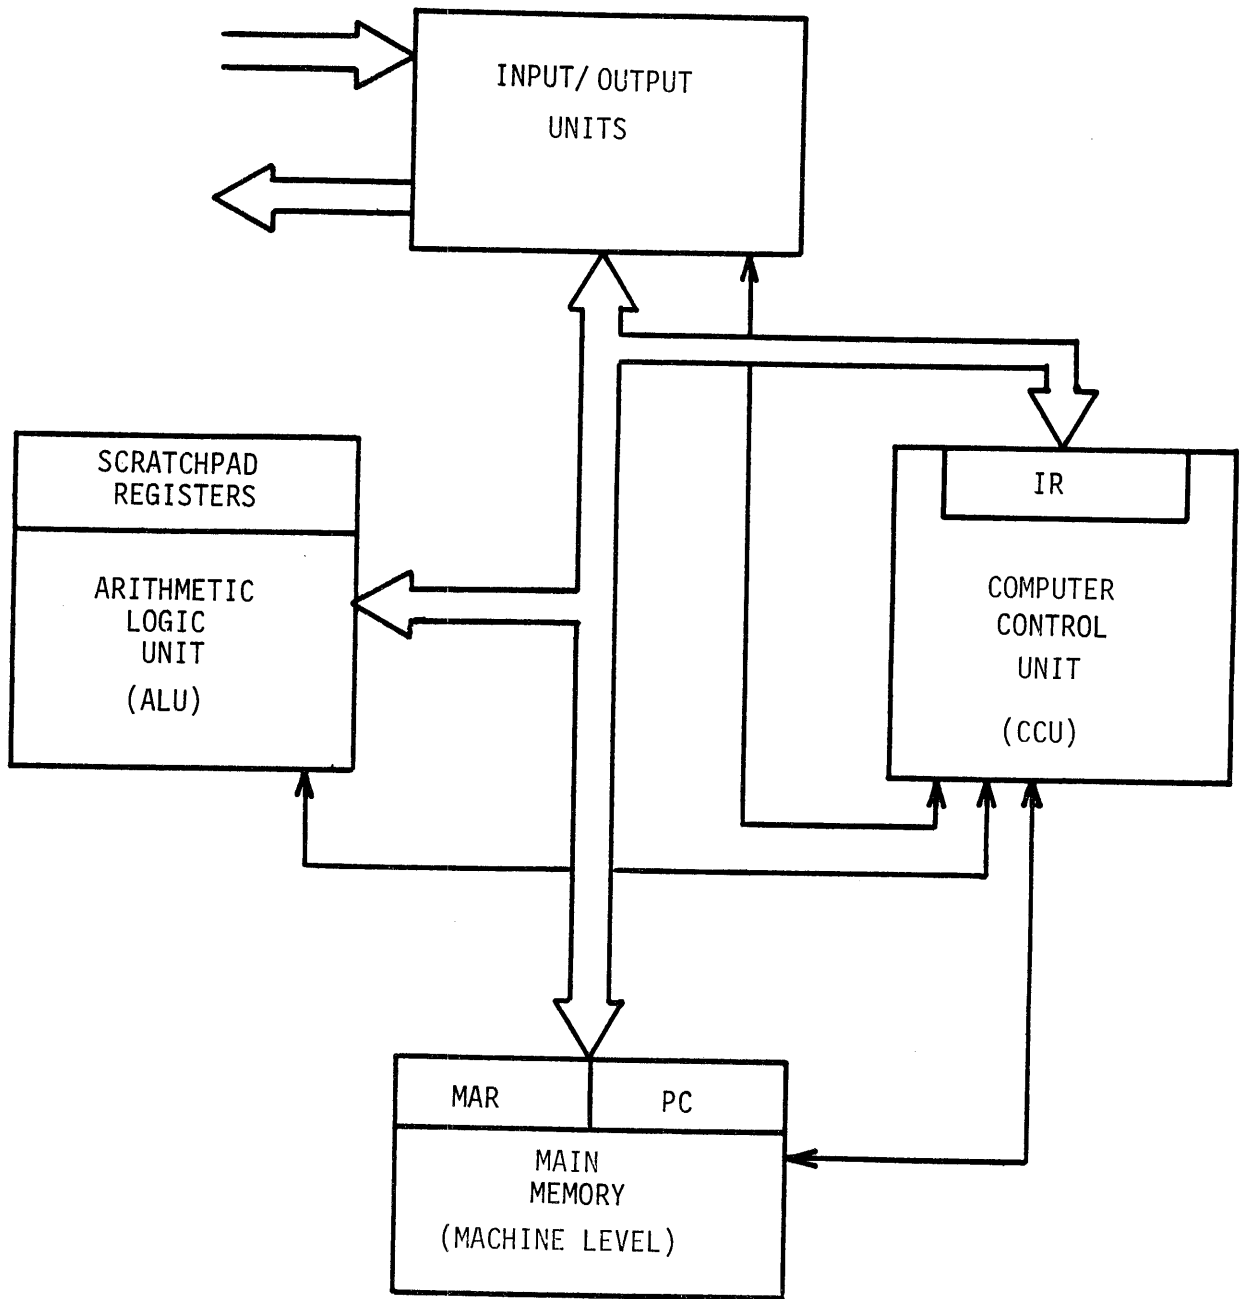 INPUT/OUTPUT
UNITS
SCRATCHPAD
REGISTERS
ARITHMETIC
LOGIC
UNIT
(ALU)
IR
COMPUTER
CONTROL
UNIT
(CCU)
MAR
PC
MAIN
MEMORY
(MACHINE LEVEL)